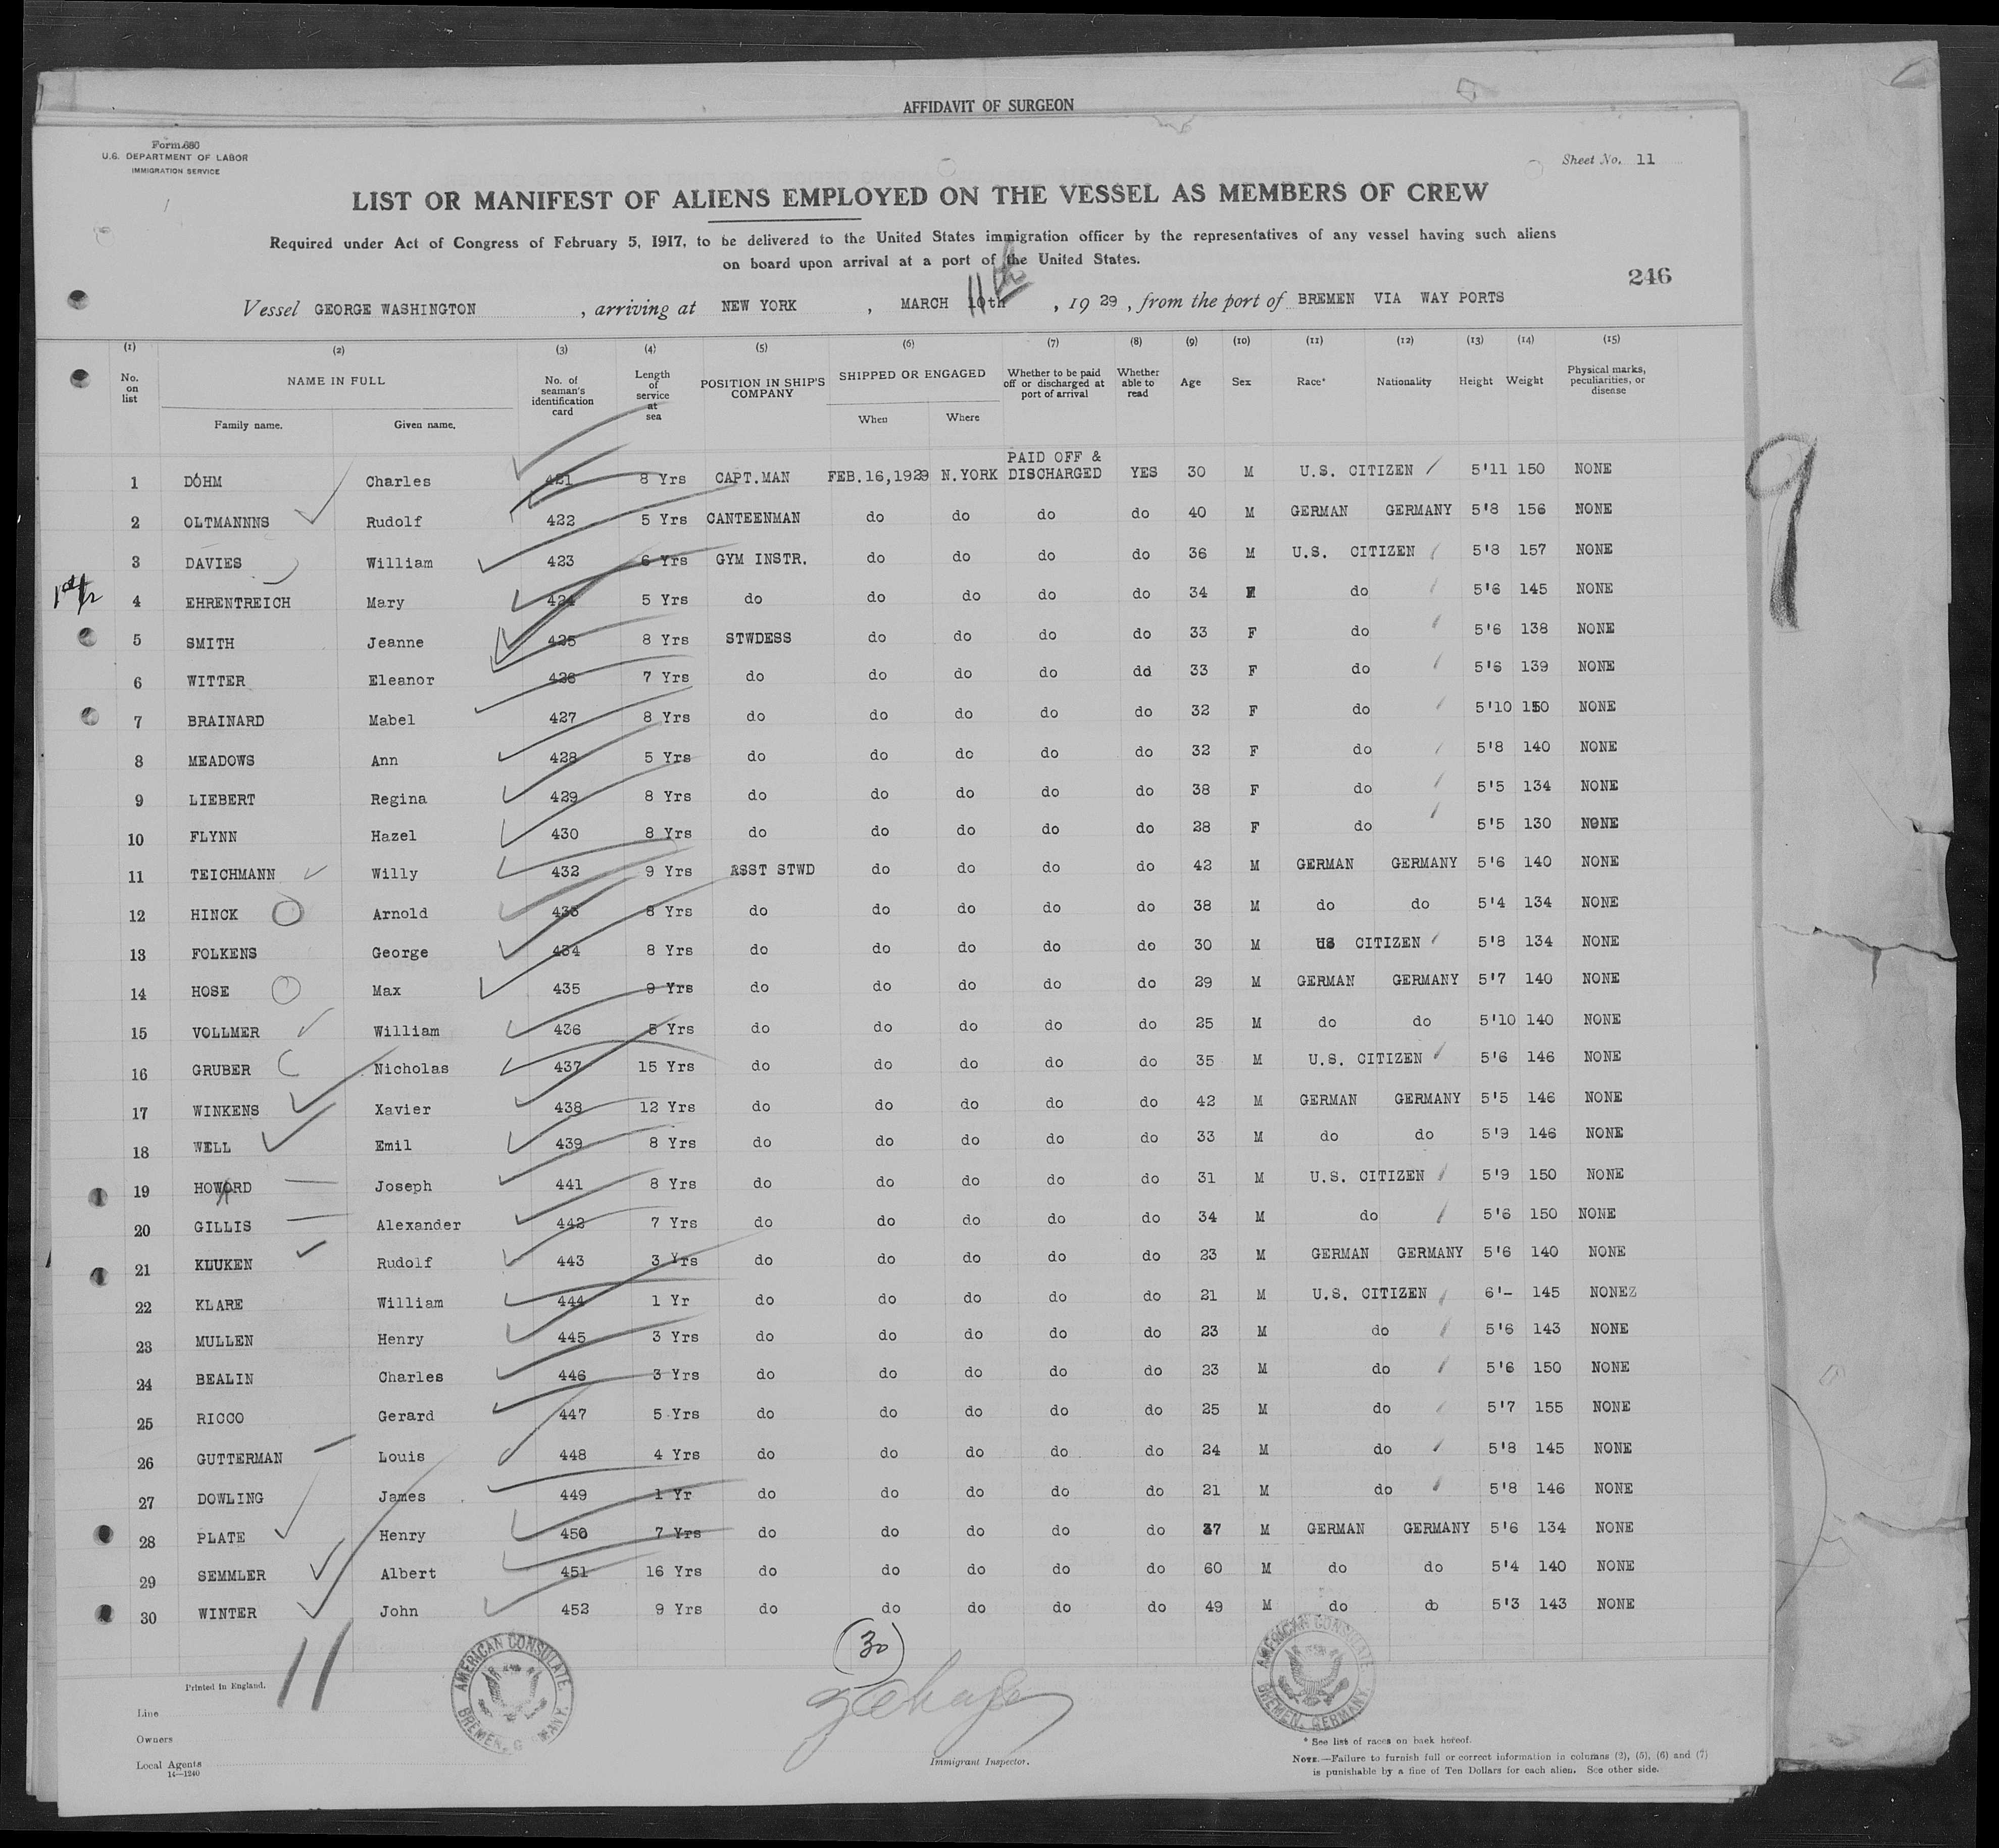 AFFIDAVIT OF SURGEON
Form 680
U.S. DEPARTMENT OF LABOR
IMMIGRATION SERVICE
Sheet No. 11
LIST OR MANIFEST OF ALIENS EMPLOYED ON THE VESSEL AS MEMBERS OF CREW
Required under Act of Congress of February 5, 1917, to be delivered to the United States immigration officer by the representatives of any vessel having such aliens
on board upon arrival at a port of the United States.
246
11th
Vessel GEORGE WASHINGTON , arriving at NEW YORK , MARCH 10th , 19 29 , from the port of BREMEN VIA WAY PORTS
(1) (2) (3) (4) (5) (6) (7) (8) (9) (10) (11) (12) (13) (14) (15)
No. on list NAME IN FULL Family name. Given name. No. of seaman's identification card Length of service at sea POSITION IN SHIP'S COMPANY SHIPPED OR ENGAGED When Where Whether to be paid off or discharged at port of arrival Whether able to read Age Sex Race* Nationality Height Weight Physical marks, peculiarities, or disease
1 DOHM Charles 421 8 Yrs CAPT.MAN FEB.16,1929 N.YORK PAID OFF & DISCHARGED YES 30 M U.S. CITIZEN 5'11 150 NONE
2 OLTMANNNS Rudolf 422 5 Yrs CANTEENMAN do do do do 40 M GERMAN GERMANY 5'8 156 NONE
3 DAVIES William 423 6 Yrs GYM INSTR. do do do do 36 M U.S. CITIZEN 5'8 157 NONE
4 EHRENTREICH Mary 424 5 Yrs do do do do do 34 F do 5'6 145 NONE
5 SMITH Jeanne 425 8 Yrs STWDESS do do do do 33 F do 5'6 138 NONE
6 WITTER Eleanor 426 7 Yrs do do do do dd 33 F do 5'6 139 NONE
7 BRAINARD Mabel 427 8 Yrs do do do do do 32 F do 5'10 150 NONE
8 MEADOWS Ann 428 5 Yrs do do do do do 32 F do 5'8 140 NONE
9 LIEBERT Regina 429 8 Yrs do do do do do 38 F do 5'5 134 NONE
10 FLYNN Hazel 430 8 Yrs do do do do do 28 F do 5'5 130 NONE
11 TEICHMANN Willy 432 9 Yrs ASST STWD do do do do 42 M GERMAN GERMANY 5'6 140 NONE
12 HINCK Arnold 433 8 Yrs do do do do do 38 M do do 5'4 134 NONE
13 FOLKENS George 434 8 Yrs do do do do do 30 M US CITIZEN 5'8 134 NONE
14 HOSE Max 435 9 Yrs do do do do do 29 M GERMAN GERMANY 5'7 140 NONE
15 VOLLMER William 436 5 Yrs do do do do do 25 M do do 5'10 140 NONE
16 GRUBER Nicholas 437 15 Yrs do do do do do 35 M U.S. CITIZEN 5'6 146 NONE
17 WINKENS Xavier 438 12 Yrs do do do do do 42 M GERMAN GERMANY 5'5 146 NONE
18 WELL Emil 439 8 Yrs do do do do do 33 M do do 5'9 146 NONE
19 HOWARD Joseph 441 8 Yrs do do do do do 31 M U.S. CITIZEN 5'9 150 NONE
20 GILLIS Alexander 442 7 Yrs do do do do do 34 M do 5'6 150 NONE
21 KLUKEN Rudolf 443 3 Yrs do do do do do 23 M GERMAN GERMANY 5'6 140 NONE
22 KLARE William 444 1 Yr do do do do do 21 M U.S. CITIZEN 6'- 145 NONEZ
23 MULLEN Henry 445 3 Yrs do do do do do 23 M do 5'6 143 NONE
24 BEALIN Charles 446 3 Yrs do do do do do 23 M do 5'6 150 NONE
25 RICCO Gerard 447 5 Yrs do do do do do 25 M do 5'7 155 NONE
26 GUTTERMAN Louis 448 4 Yrs do do do do do 24 M do 5'8 145 NONE
27 DOWLING James 449 1 Yr do do do do do 21 M do 5'8 146 NONE
28 PLATE Henry 450 7 Yrs do do do do do 37 M GERMAN GERMANY 5'6 134 NONE
29 SEMMLER Albert 451 16 Yrs do do do do do 60 M do do 5'4 140 NONE
30 WINTER John 452 9 Yrs do do do do do 49 M do do 5'3 143 NONE
9
30
11
AMERICAN CONSULATE BREMEN, GERMANY.
AMERICAN CONSULATE BREMEN, GERMANY.
Printed in England.
Line
Owners
Local Agents
14—1240
Immigrant Inspector.
* See list of races on back hereof.
NOTE.—Failure to furnish full or correct information in columns (2), (5), (6) and (7)
is punishable by a fine of Ten Dollars for each alien. See other side.